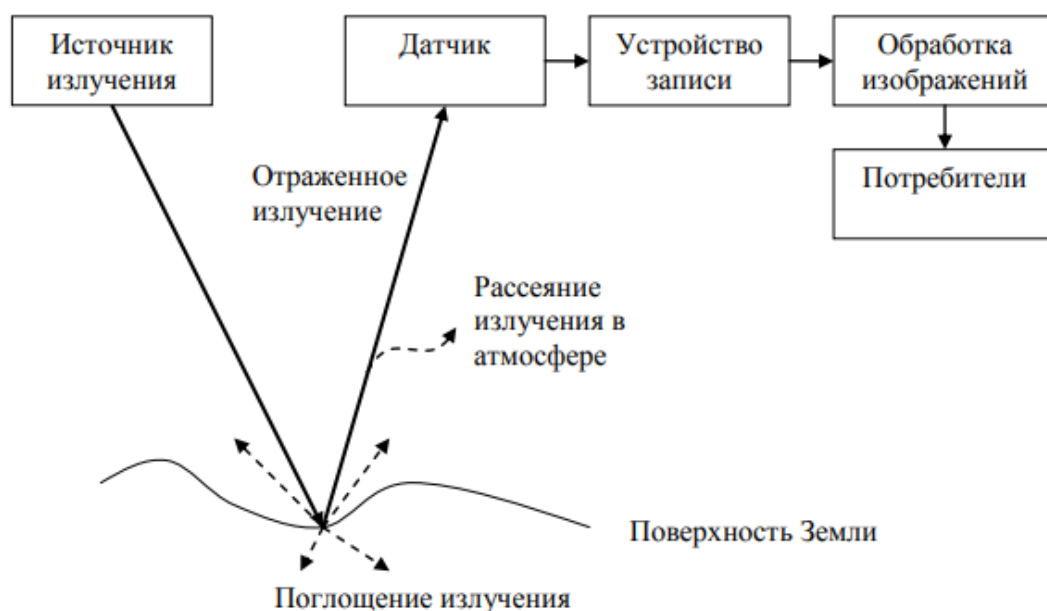 Источник
излучения
Датчик
Устройство
записи
Обработка
изображений
Потребители
Отраженное
излучение
Рассеяние
излучения в
атмосфере
Поверхность Земли
Поглощение излучения